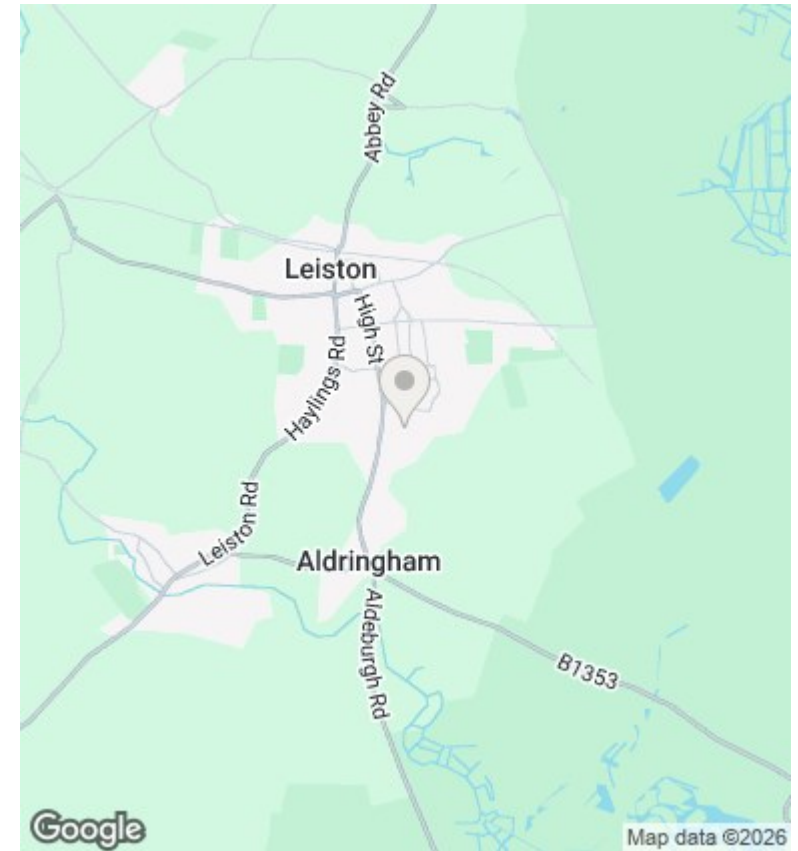 Abbey Rd
Leiston
High St
Haylings Rd
Leiston Rd
Aldringham
Aldeburgh Rd
B1353
Google
Map data ©2026